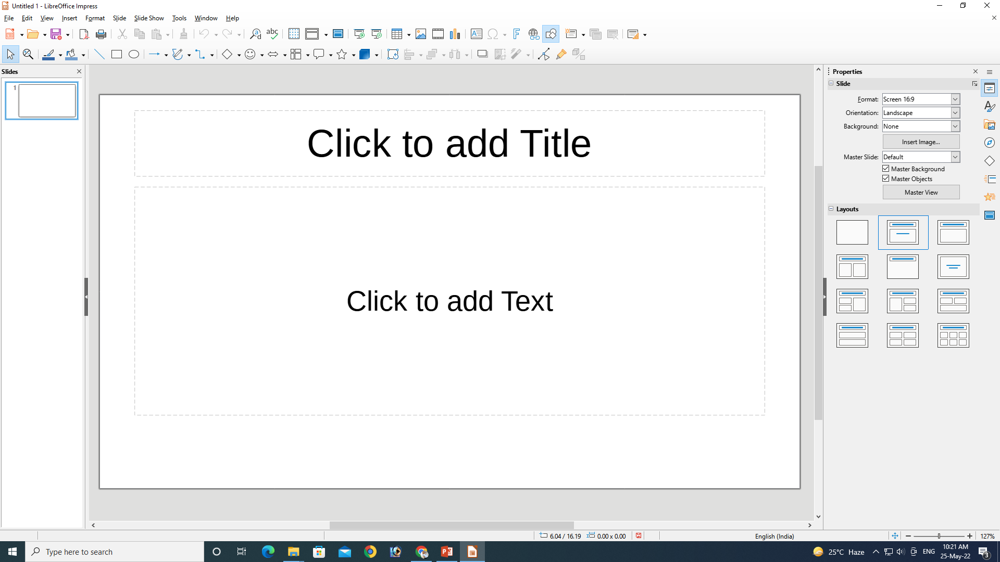 Untitled 1 - LibreOffice Impress
File Edit View Insert Format Slide Slide Show Tools Window Help
Slides
1
Click to add Title
Click to add Text
Properties
Slide
Format: Screen 16:9
Orientation: Landscape
Background: None
Insert Image...
Master Slide: Default
Master Background
Master Objects
Master View
Layouts
6.04 / 16.19 0.00 x 0.00 English (India) 127%
Type here to search
25°C Haze ENG
10:21 AM
25-May-22
3